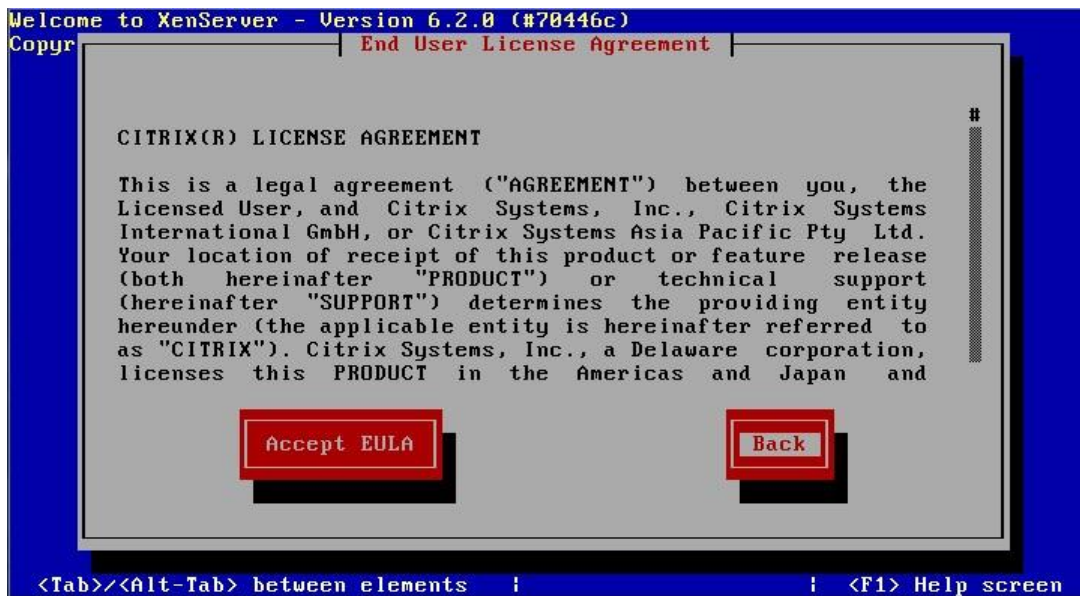 Welcome to XenServer - Version 6.2.0 (#70446c)
Copyr
End User License Agreement
#
CITRIX(R) LICENSE AGREEMENT
This is a legal agreement ("AGREEMENT") between you, the
Licensed User, and Citrix Systems, Inc., Citrix Systems
International GmbH, or Citrix Systems Asia Pacific Pty Ltd.
Your location of receipt of this product or feature release
(both hereinafter "PRODUCT") or technical support
(hereinafter "SUPPORT") determines the providing entity
hereunder (the applicable entity is hereinafter referred to
as "CITRIX"). Citrix Systems, Inc., a Delaware corporation,
licenses this PRODUCT in the Americas and Japan and
Accept EULA Back
<Tab>/<Alt-Tab> between elements | | <F1> Help screen